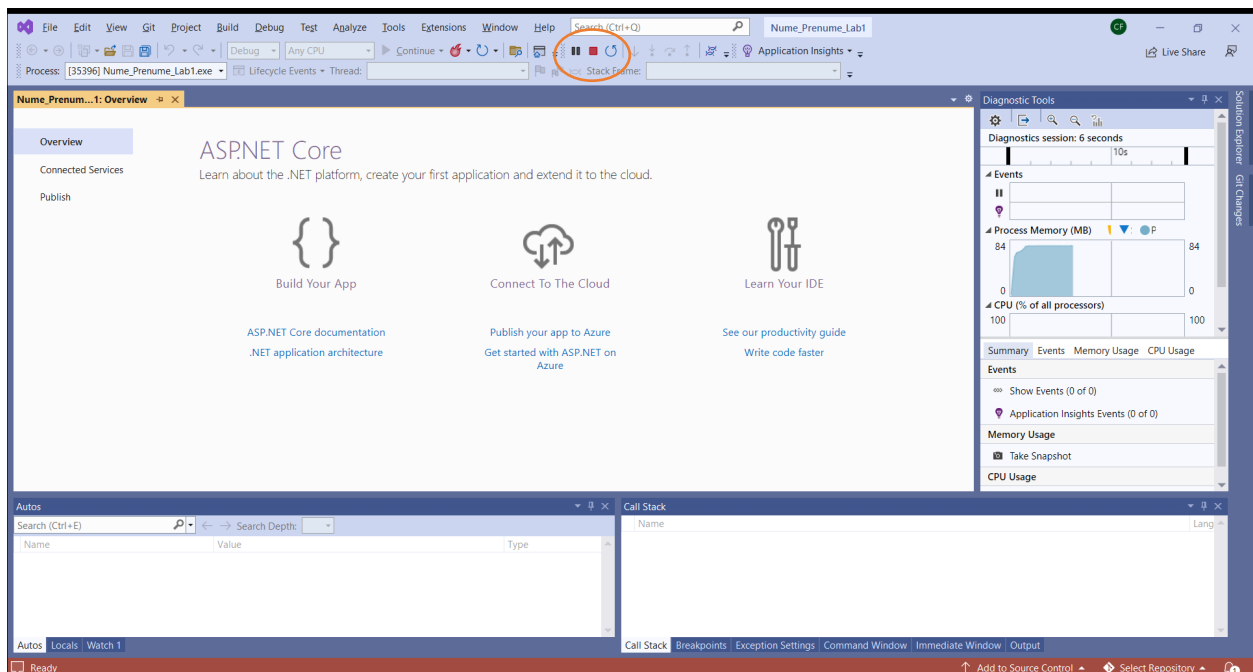 File Edit View Git Project Build Debug Test Analyze Tools Extensions Window Help Search (Ctrl+Q) Nume_Prenume_Lab1 CF
Debug Any CPU Continue Application Insights Live Share
Process: [35396] Nume_Prenume_Lab1.exe Lifecycle Events Thread: Stack Frame:
Nume_Prenum...1: Overview
Overview
Connected Services
Publish
ASP.NET Core
Learn about the .NET platform, create your first application and extend it to the cloud.
Build Your App
ASP.NET Core documentation
.NET application architecture
Connect To The Cloud
Publish your app to Azure
Get started with ASP.NET on
Azure
Learn Your IDE
See our productivity guide
Write code faster
Diagnostic Tools
Diagnostics session: 6 seconds
10s
Events
Process Memory (MB) P
84 84
0 0
CPU (% of all processors)
100 100
Summary Events Memory Usage CPU Usage
Events
Show Events (0 of 0)
Application Insights Events (0 of 0)
Memory Usage
Take Snapshot
CPU Usage
Solution Explorer
Git Changes
Autos
Search (Ctrl+E) Search Depth:
Name Value Type
Autos Locals Watch 1
Call Stack
Name Lang
Call Stack Breakpoints Exception Settings Command Window Immediate Window Output
Ready Add to Source Control Select Repository